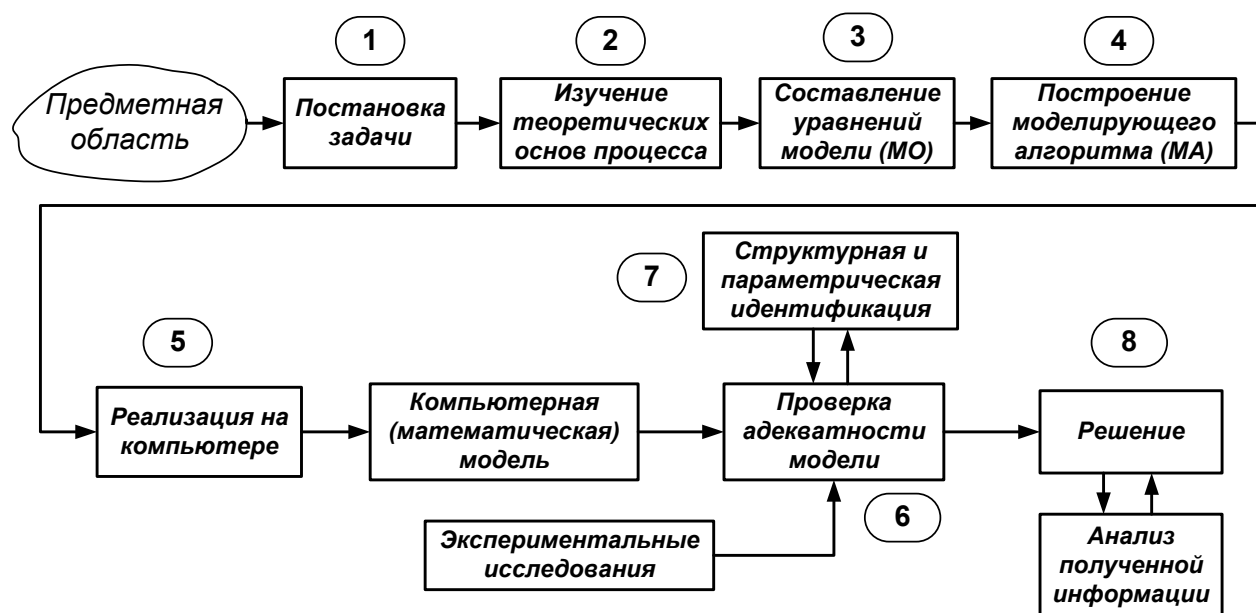 1
2
3
4
Предметная
область
Постановка
задачи
Изучение
теоретических
основ процесса
Составление
уравнений
модели (МО)
Построение
моделирующего
алгоритма (МА)
7
Структурная и
параметрическая
идентификация
5
8
Реализация на
компьютере
Компьютерная
(математическая)
модель
Проверка
адекватности
модели
Решение
6
Экспериментальные
исследования
Анализ
полученной
информации